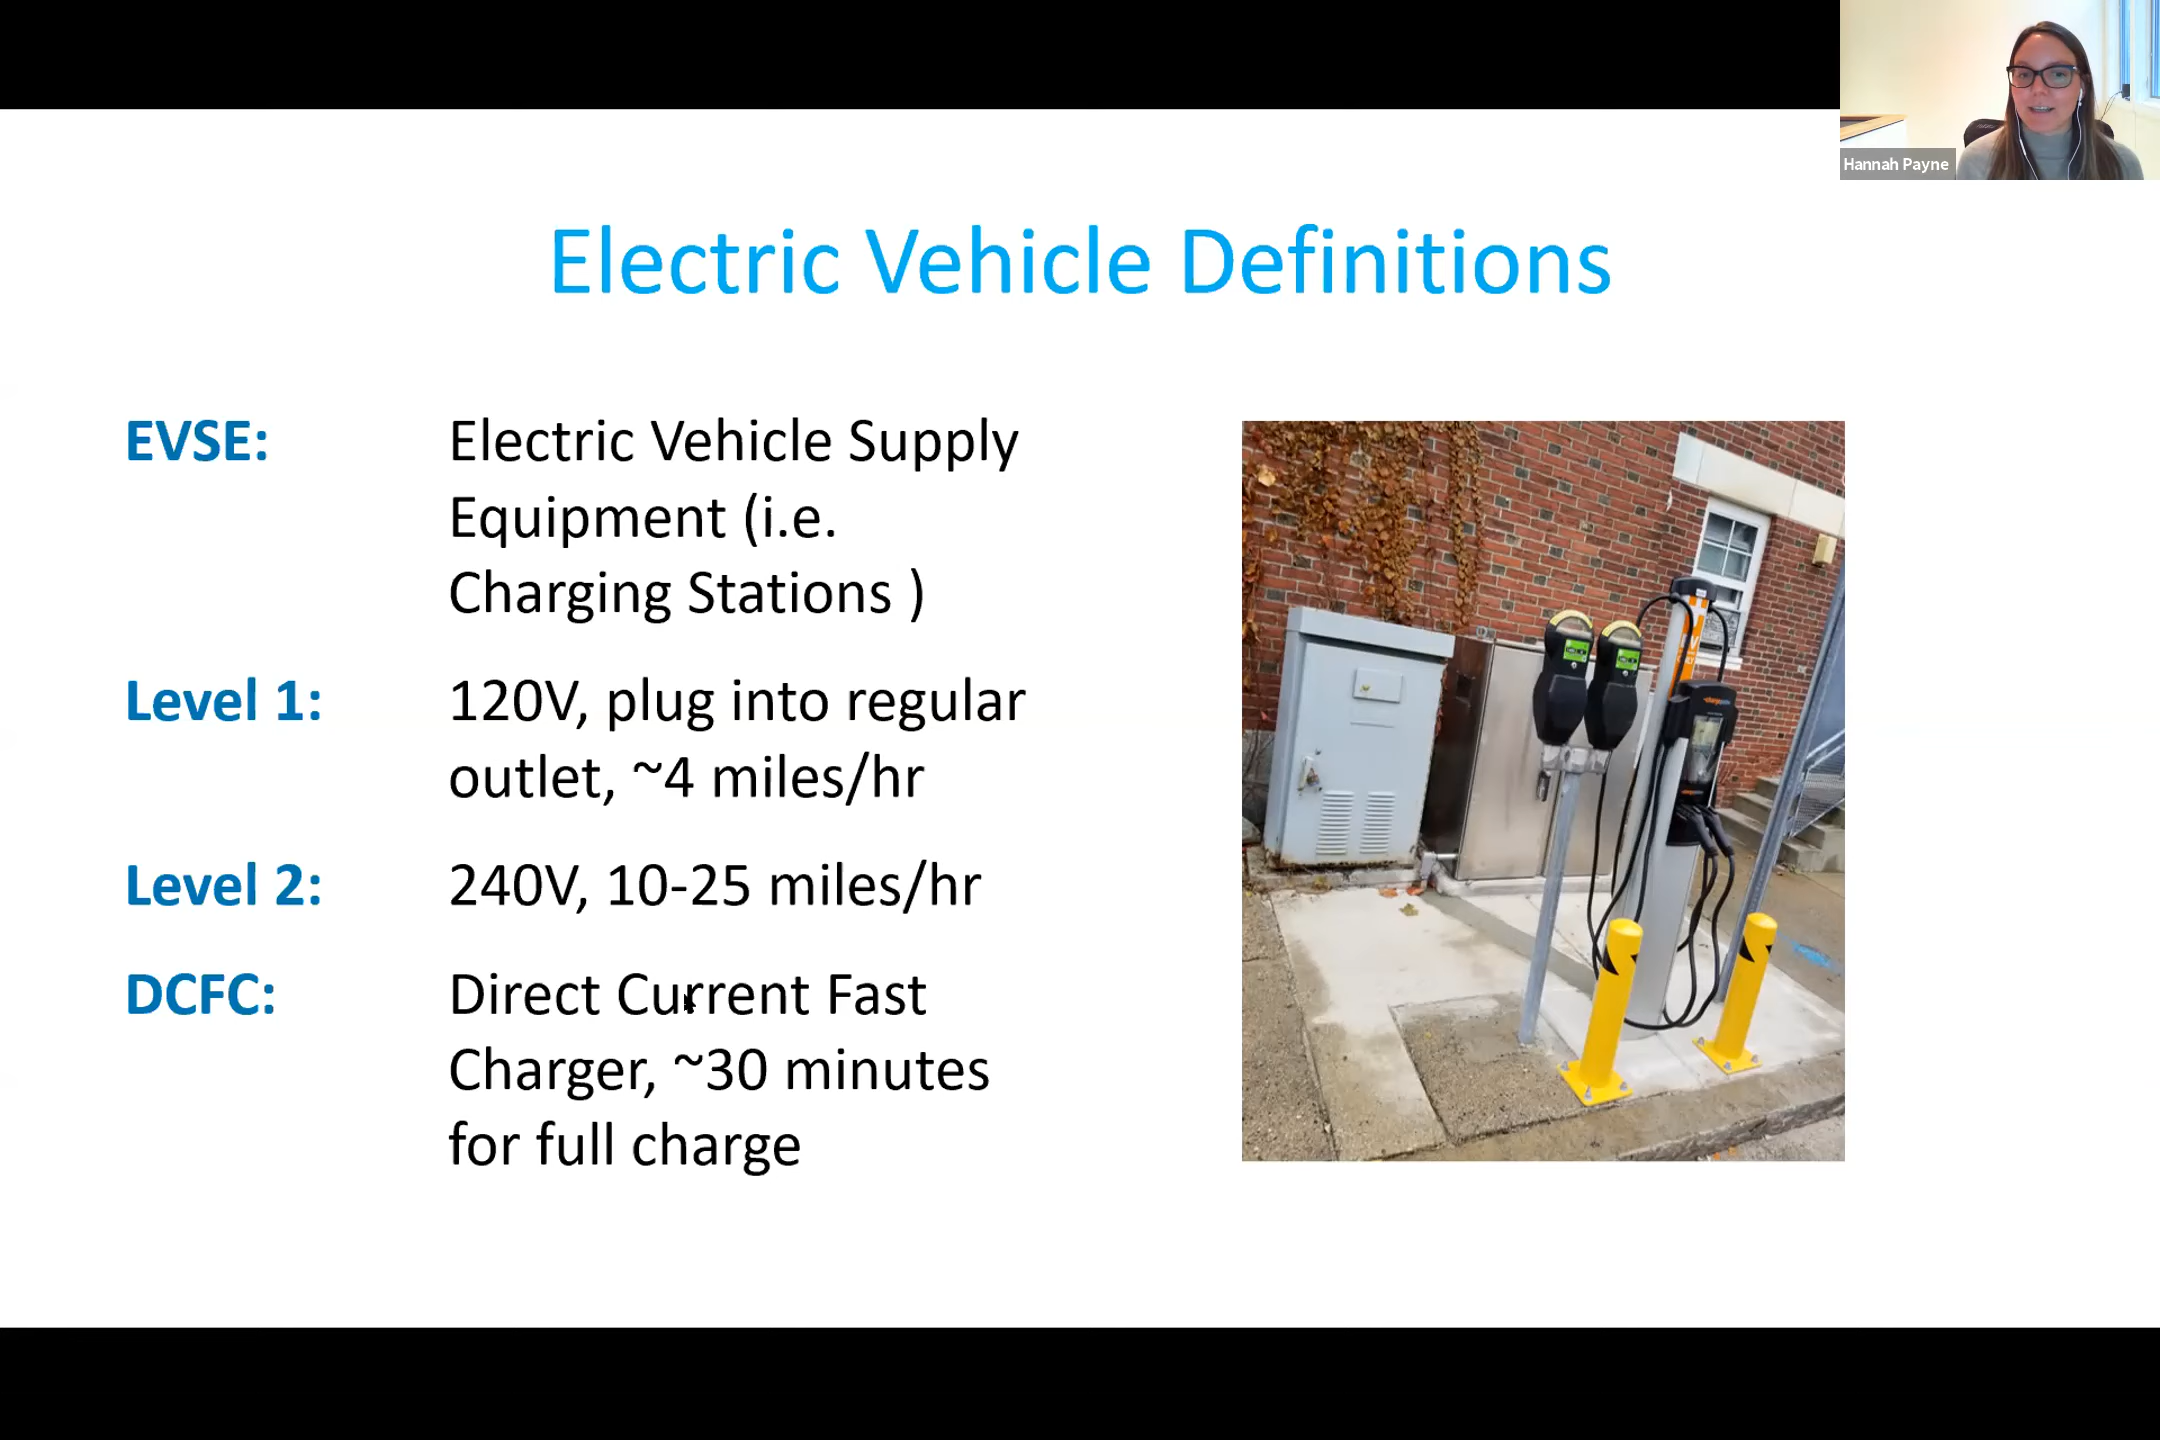 Hannah Payne
Electric Vehicle Definitions
EVSE: Electric Vehicle Supply
Equipment (i.e.
Charging Stations )
Level 1: 120V, plug into regular
outlet, ~4 miles/hr
Level 2: 240V, 10-25 miles/hr
DCFC: Direct Current Fast
Charger, ~30 minutes
for full charge